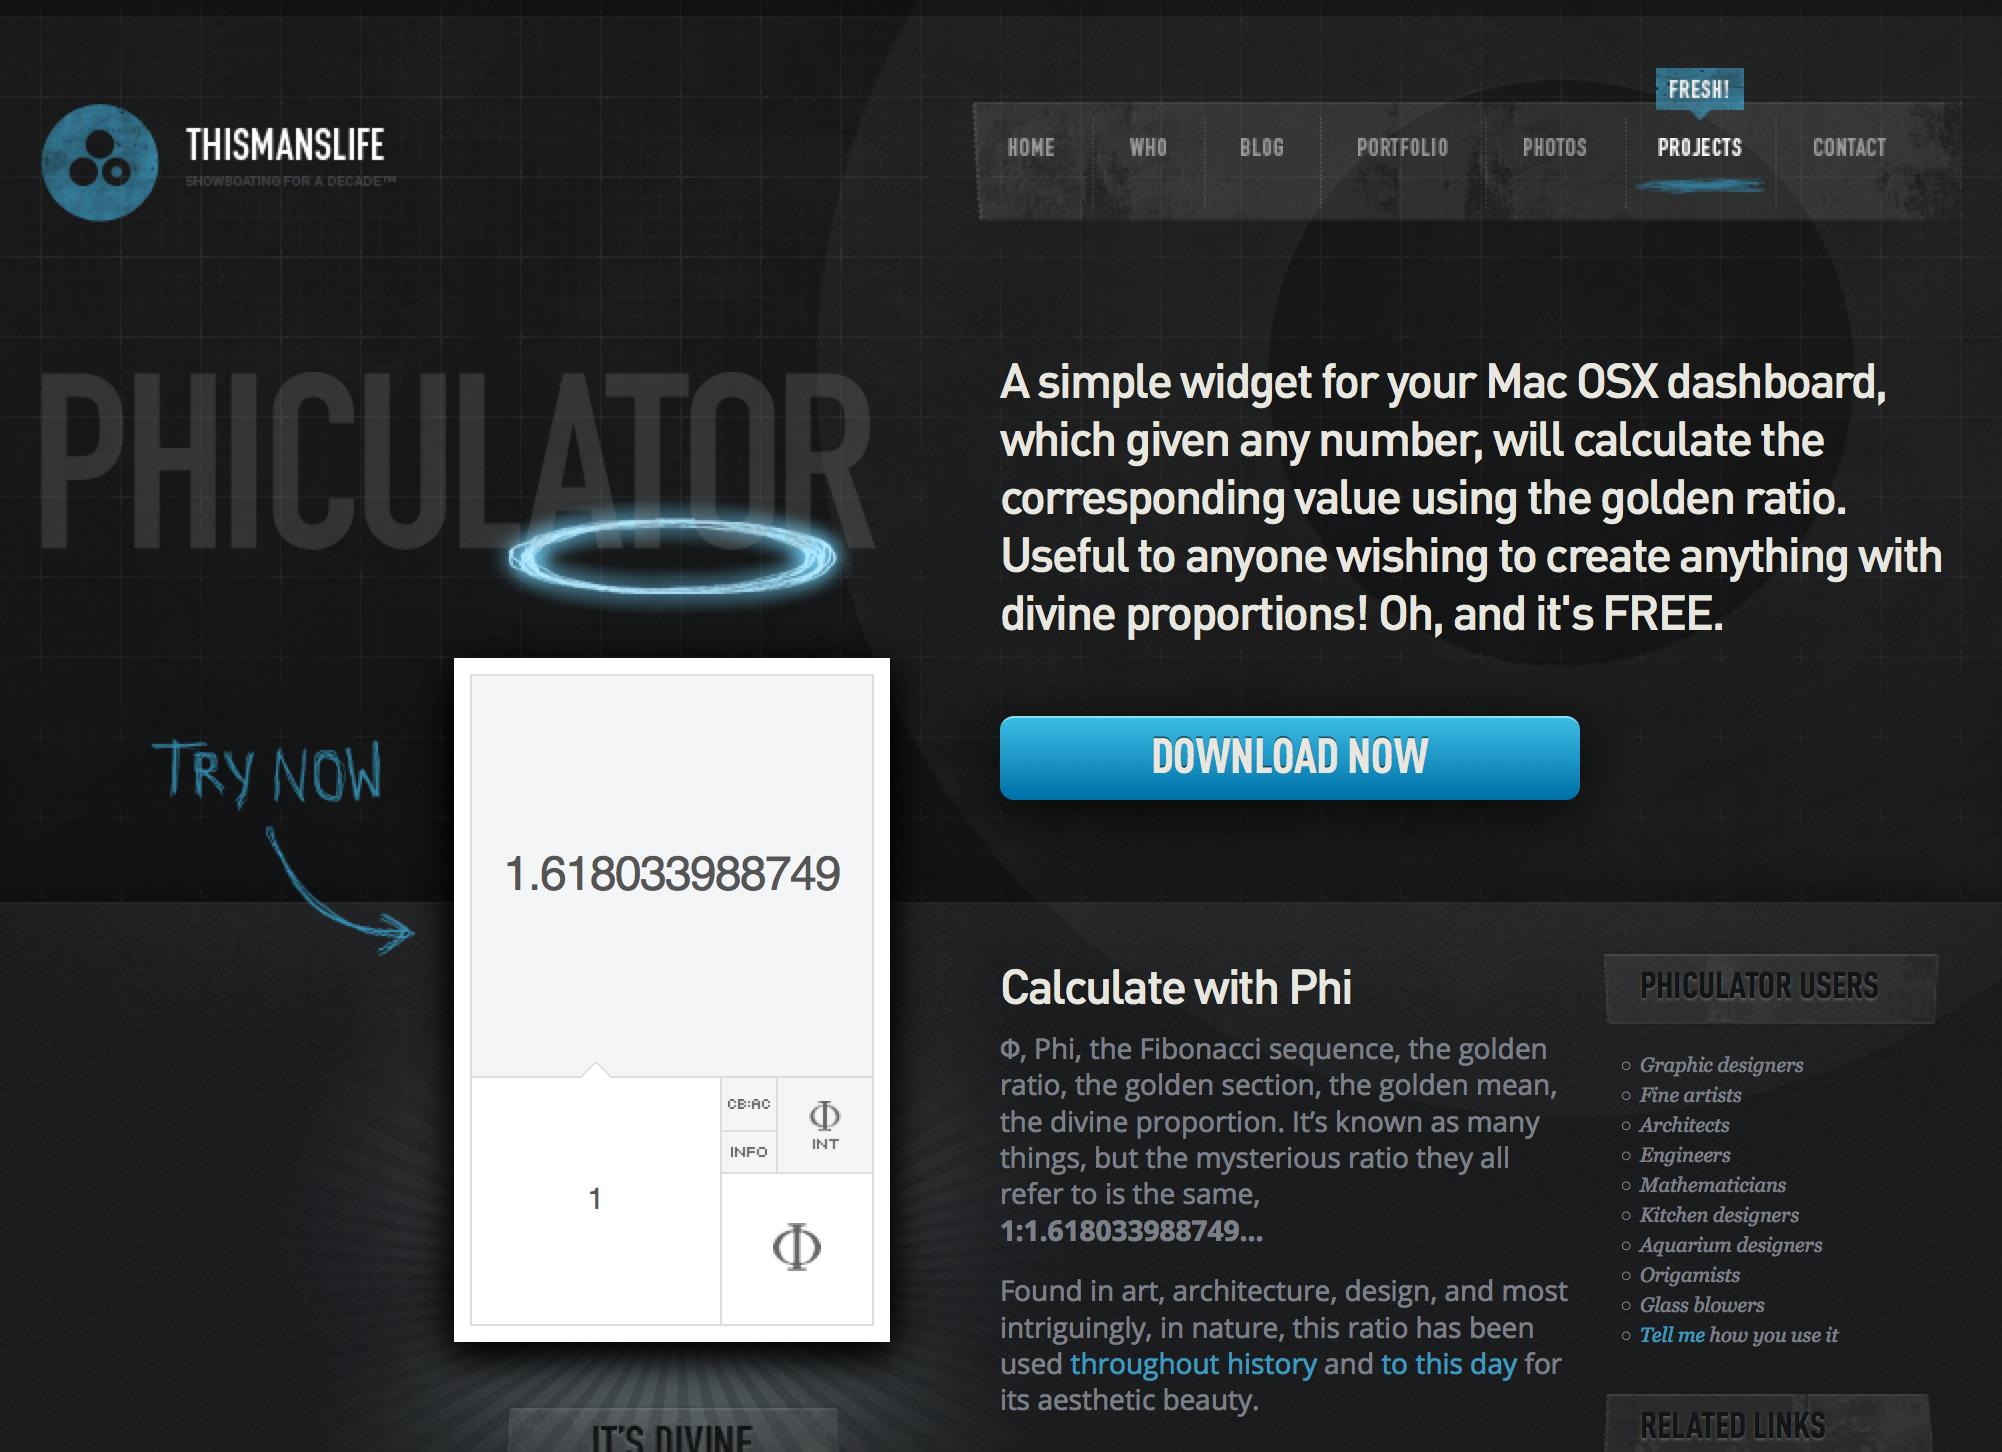 FRESH!
THISMANSLIFE
SHOWBOATING FOR A DECADE™
HOME WHO BLOG PORTFOLIO PHOTOS PROJECTS CONTACT
PHICULATOR
A simple widget for your Mac OSX dashboard,
which given any number, will calculate the
corresponding value using the golden ratio.
Useful to anyone wishing to create anything with
divine proportions! Oh, and it's FREE.
DOWNLOAD NOW
TRY NOW
1.618033988749
CB:AC
INFO
Φ
INT
1
Φ
Calculate with Phi
Φ, Phi, the Fibonacci sequence, the golden
ratio, the golden section, the golden mean,
the divine proportion. It’s known as many
things, but the mysterious ratio they all
refer to is the same,
1:1.618033988749...
Found in art, architecture, design, and most
intriguingly, in nature, this ratio has been
used throughout history and to this day for
its aesthetic beauty.
PHICULATOR USERS
Graphic designers
Fine artists
Architects
Engineers
Mathematicians
Kitchen designers
Aquarium designers
Origamists
Glass blowers
Tell me how you use it
RELATED LINKS
IT'S DIVINE